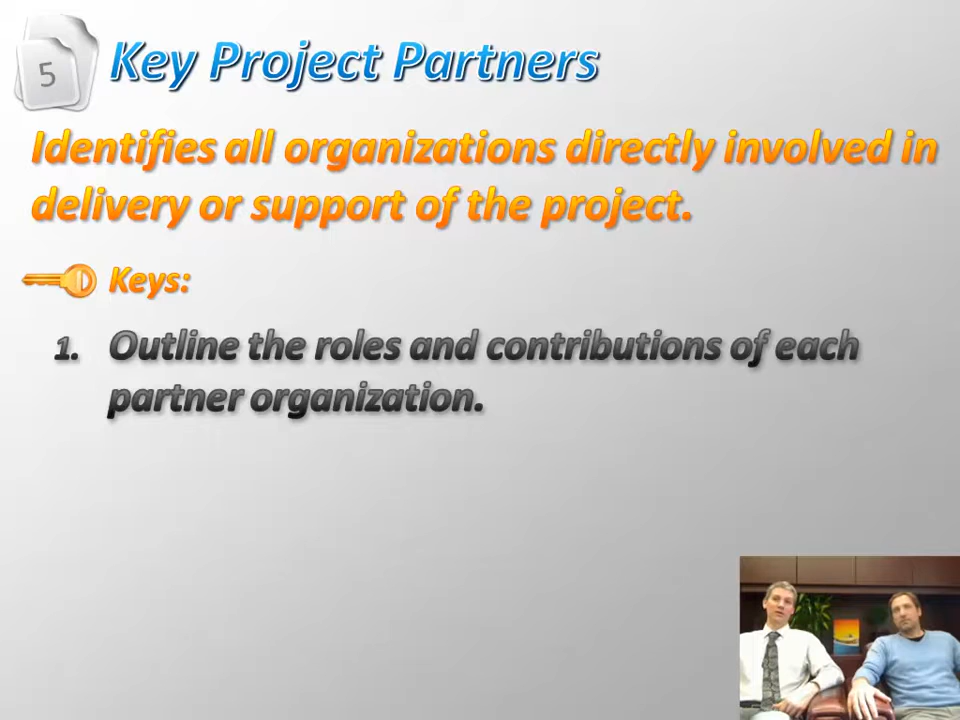 5
Key Project Partners
Identifies all organizations directly involved in
delivery or support of the project.
Keys:
1. Outline the roles and contributions of each
partner organization.